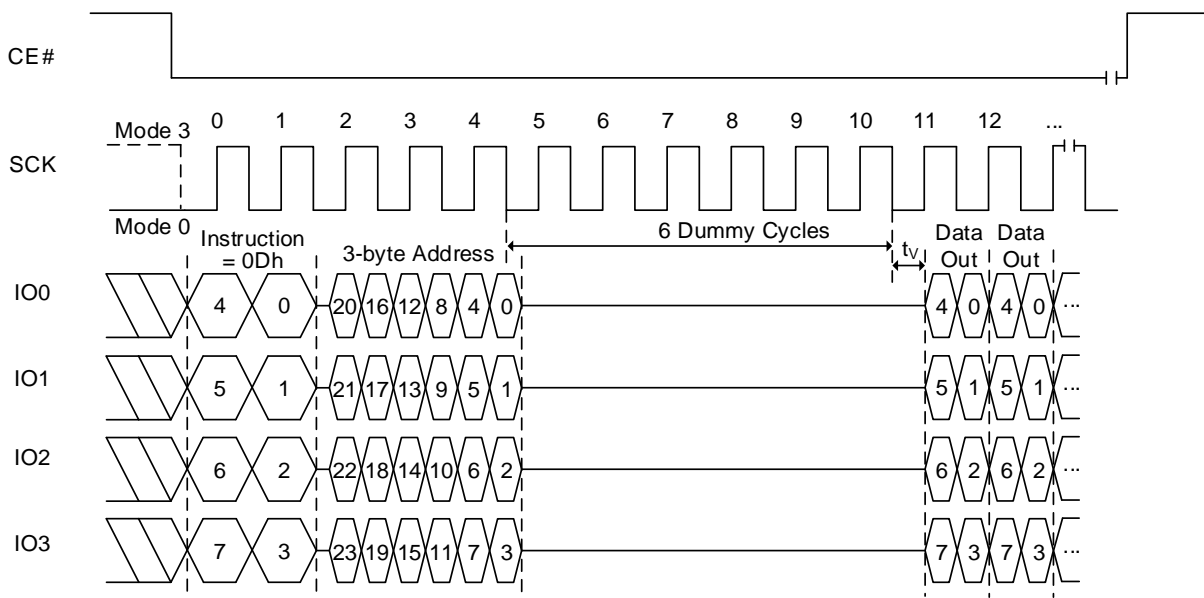 CE#
0 1 2 3 4 5 6 7 8 9 10 11 12 ...
Mode 3
SCK
Mode 0
Instruction
= 0Dh
3-byte Address
6 Dummy Cycles
tV
Data
Out
Data
Out
IO0 4 0 20 16 12 8 4 0 4 0 4 0 ...
IO1 5 1 21 17 13 9 5 1 5 1 5 1 ...
IO2 6 2 22 18 14 10 6 2 6 2 6 2 ...
IO3 7 3 23 19 15 11 7 3 7 3 7 3 ...